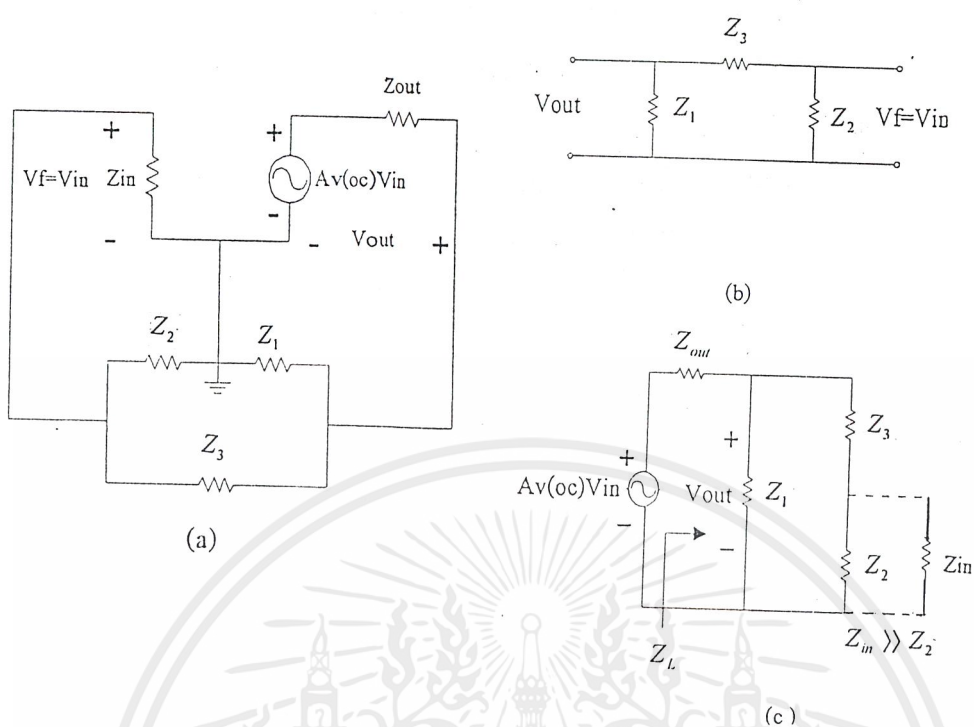 Zout
+
+
Vf=Vin
Zin
Av(oc)Vin
-
-
-
Vout
+
Z2
Z1
Z3
(a)
Z3
Vout
Z1
Z2
Vf=Vin
(b)
Zout
Z3
+
+
Av(oc)Vin
Vout
Z1
-
-
Z2
Zin
ZL
Zin >> Z2
(c)